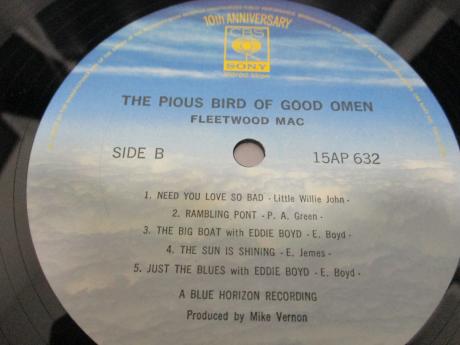 10th ANNIVERSARY
CBS
SONY
THE PIOUS BIRD OF GOOD OMEN
FLEETWOOD MAC
SIDE B
15AP 632
1. NEED YOU LOVE SO BAD - Little Willie John -
2. RAMBLING PONT - P. A. Green -
3. THE BIG BOAT with EDDIE BOYD - E. Boyd -
4. THE SUN IS SHINING - E. Jemes -
5. JUST THE BLUES with EDDIE BOYD - E. Boyd -
A BLUE HORIZON RECORDING
Produced by Mike Vernon